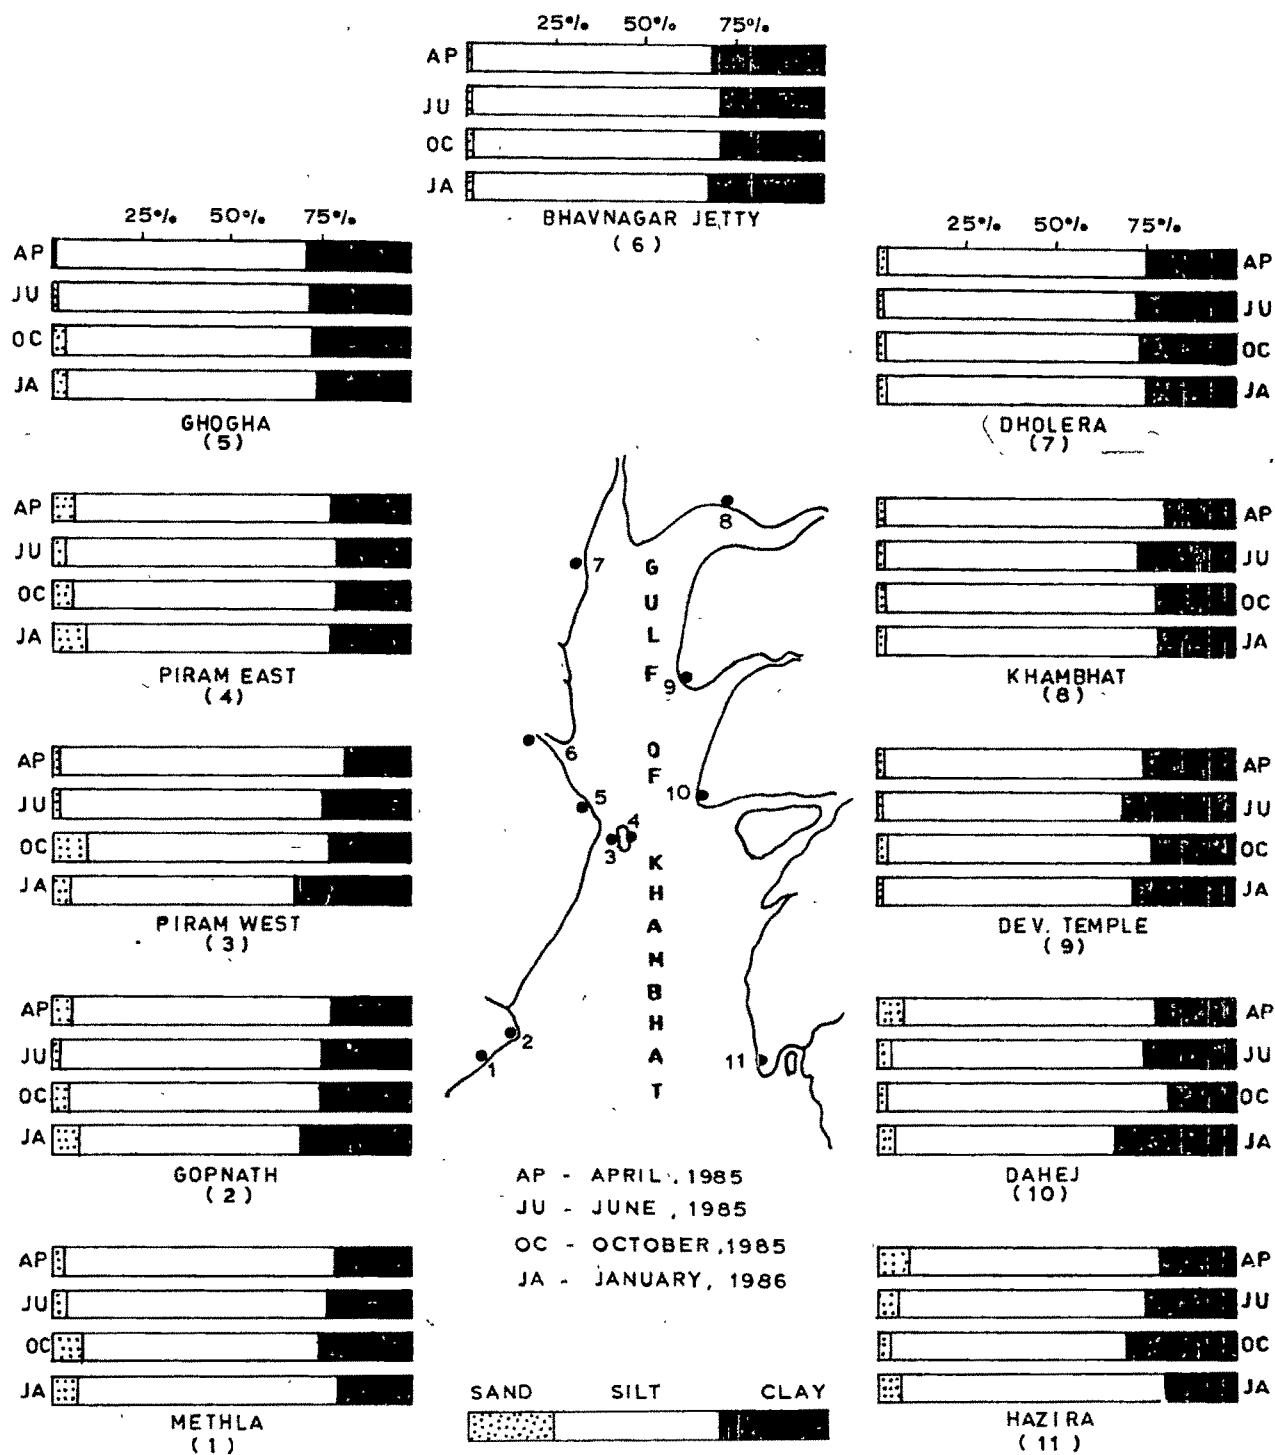 25% 50% 75%
AP
JU
OC
JA
BHAVNAGAR JETTY
(6)
25% 50% 75%
AP
JU
OC
JA
GHOGHA
(5)
AP
JU
OC
JA
PIRAM EAST
(4)
AP
JU
OC
JA
PIRAM WEST
(3)
AP
JU
OC
JA
GOPNATH
(2)
AP
JU
OC
JA
METHLA
(1)
25% 50% 75%
AP
JU
OC
JA
DHOLERA
(7)
AP
JU
OC
JA
KHAMBHAT
(8)
AP
JU
OC
JA
DEV. TEMPLE
(9)
AP
JU
OC
JA
DAHEJ
(10)
AP
JU
OC
JA
HAZIRA
(11)
GULF OF KHAMBHAT
8
7
9
6
10
5
4
3
2
1
11
AP - APRIL, 1985
JU - JUNE, 1985
OC - OCTOBER, 1985
JA - JANUARY, 1986
SAND SILT CLAY